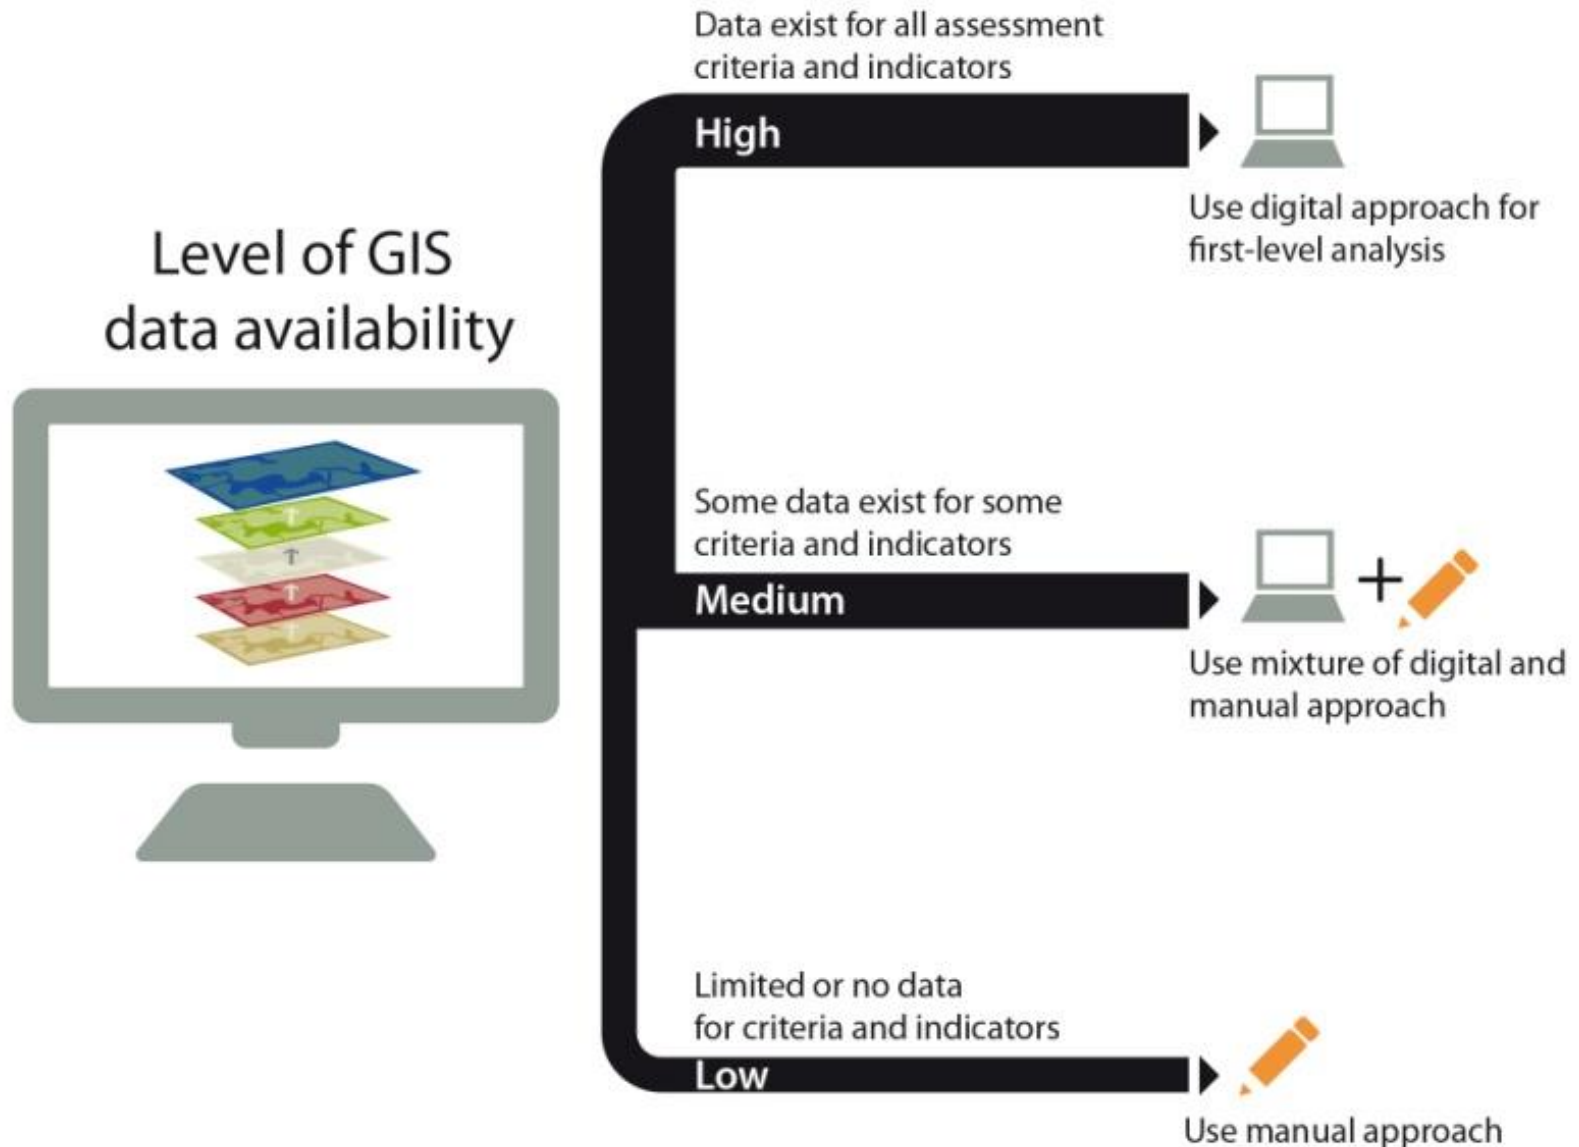 Level of GIS
data availability
Data exist for all assessment
criteria and indicators
High
Use digital approach for
first-level analysis
Some data exist for some
criteria and indicators
Medium
+
Use mixture of digital and
manual approach
Limited or no data
for criteria and indicators
Low
Use manual approach